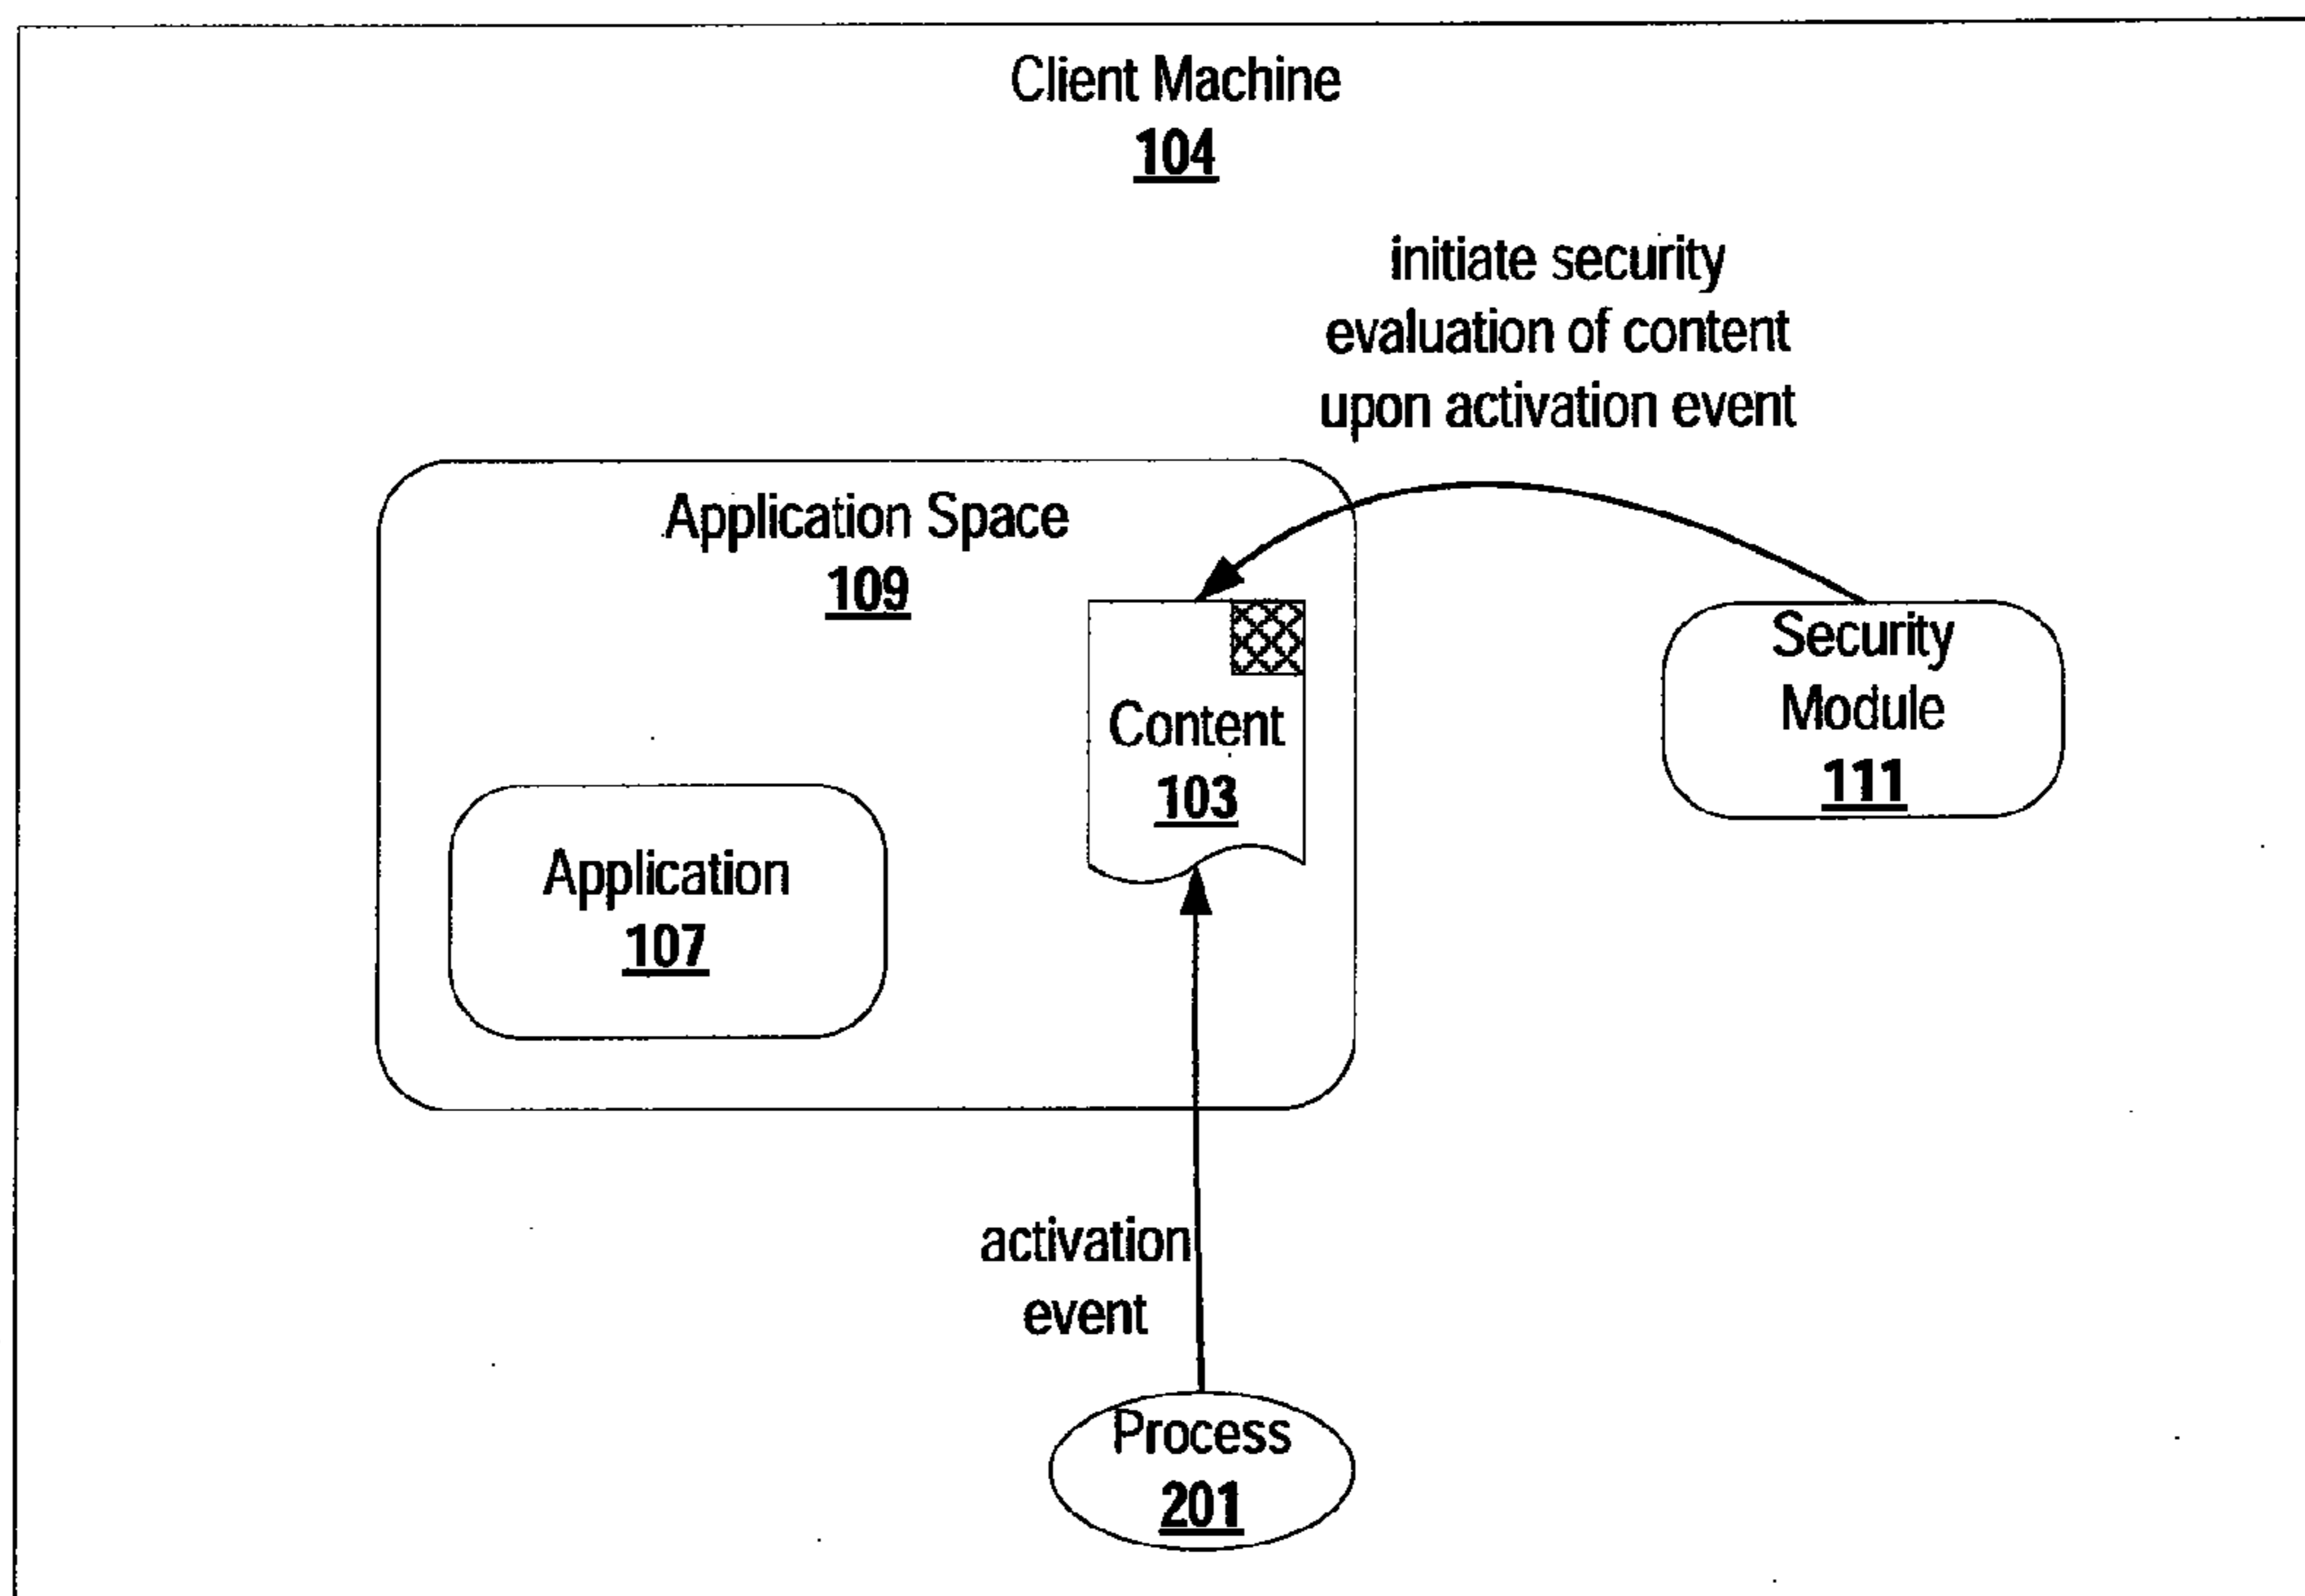 Client Machine
104
initiate security
evaluation of content
upon activation event
Application Space
109
Security
Module
111
Content
103
Application
107
activation
event
Process
201